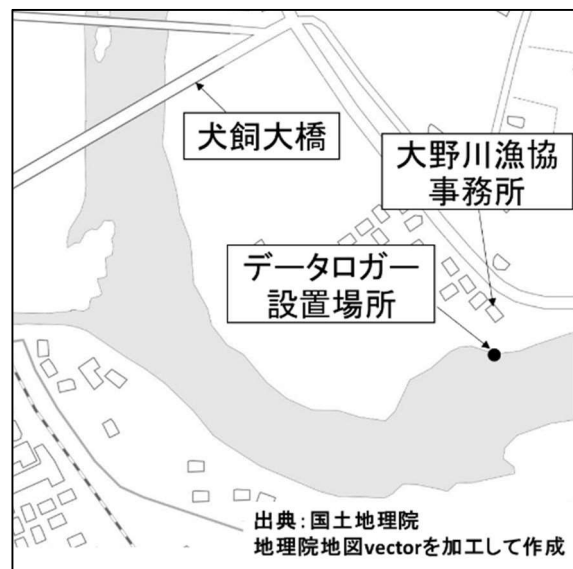 犬飼大橋
大野川漁協
事務所
データロガー
設置場所
出典：国土地理院
地理院地図vectorを加工して作成